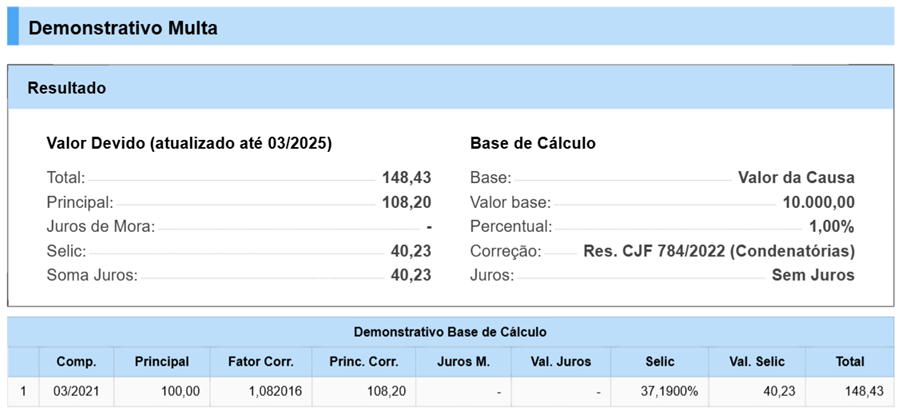 Demonstrativo Multa
Resultado
Valor Devido (atualizado até 03/2025)
Total: 148,43
Principal: 108,20
Juros de Mora: -
Selic: 40,23
Soma Juros: 40,23
Base de Cálculo
Base: Valor da Causa
Valor base: 10.000,00
Percentual: 1,00%
Correção: Res. CJF 784/2022 (Condenatórias)
Juros: Sem Juros
Demonstrativo Base de Cálculo
Comp. Principal Fator Corr. Princ. Corr. Juros M. Val. Juros Selic Val. Selic Total
1 03/2021 100,00 1,082016 108,20 - - 37,1900% 40,23 148,43